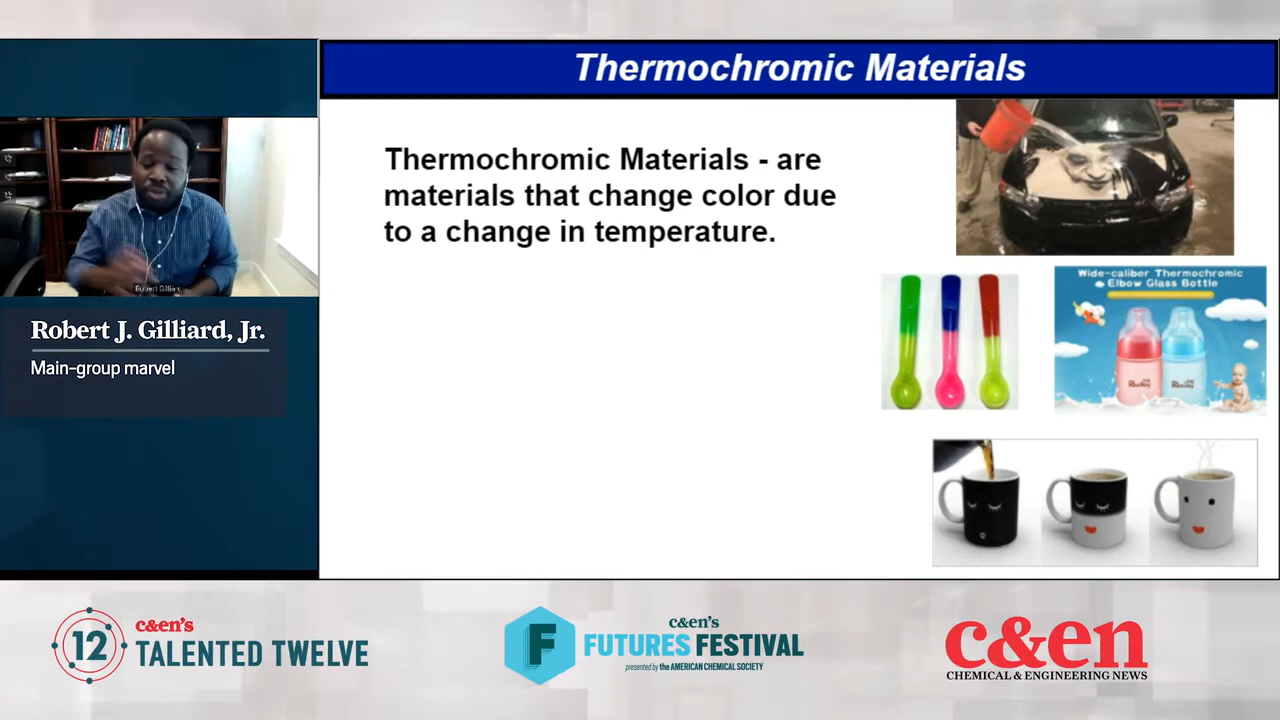 Thermochromic Materials
Thermochromic Materials - are
materials that change color due
to a change in temperature.
Wide-caliber Thermochromic
Elbow Glass Bottle
Robert Gilliard
Robert J. Gilliard, Jr.
Main-group marvel
12
c&en's
TALENTED TWELVE
F
c&en's
FUTURES FESTIVAL
presented by the AMERICAN CHEMICAL SOCIETY
c&en
CHEMICAL & ENGINEERING NEWS